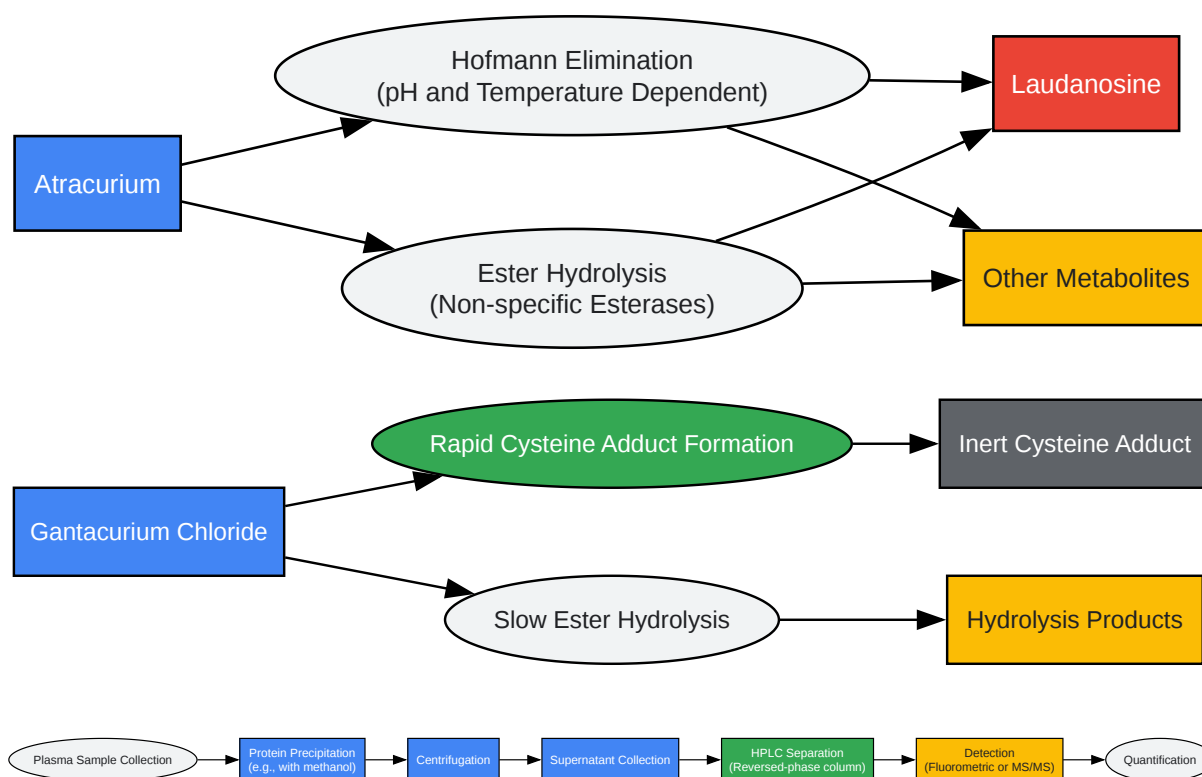 Hofmann Elimination
(pH and Temperature Dependent)
Laudanosine
Atracurium
Ester Hydrolysis
(Non-specific Esterases)
Other Metabolites
Rapid Cysteine Adduct Formation
Inert Cysteine Adduct
Gantacurium Chloride
Slow Ester Hydrolysis
Hydrolysis Products
Plasma Sample Collection
Protein Precipitation
(e.g., with methanol)
Centrifugation
Supernatant Collection
HPLC Separation
(Reversed-phase column)
Detection
(Fluorometric or MS/MS)
Quantification